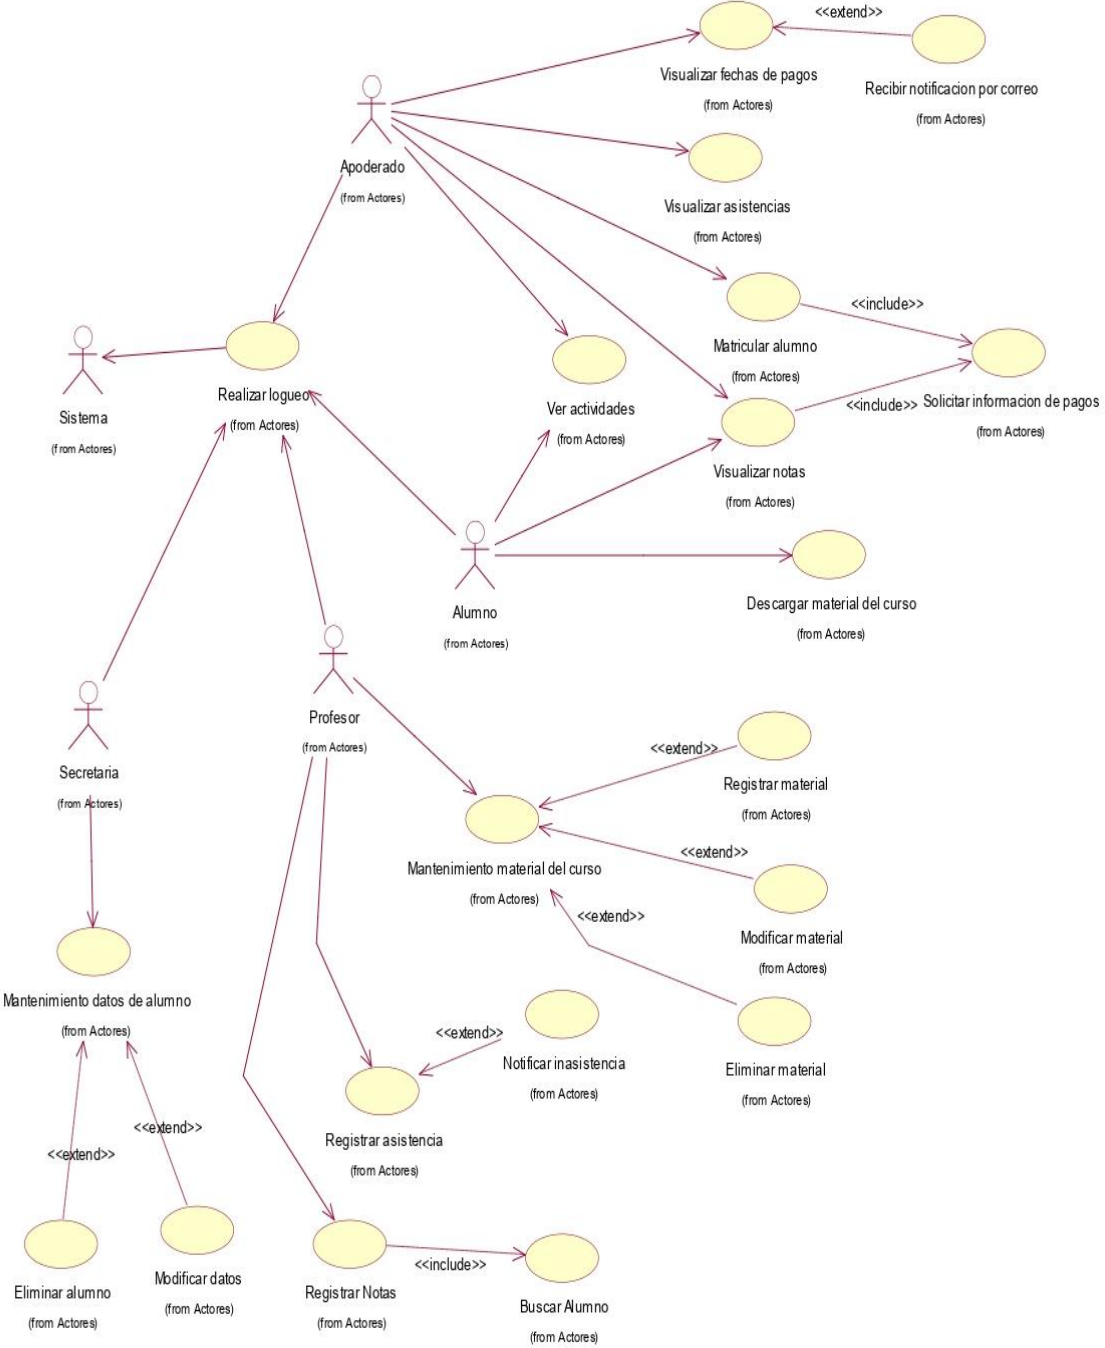 <<extend>>
Visualizar fechas de pagos
(from Actores)
Recibir notificacion por correo
(from Actores)
Apoderado
(from Actores)
Visualizar asistencias
(from Actores)
<<include>>
Matricular alumno
(from Actores)
Sistema
(from Actores)
Realizar logueo
(from Actores)
Ver actividades
(from Actores)
<<include>>
Solicitar informacion de pagos
(from Actores)
Visualizar notas
(from Actores)
Alumno
(from Actores)
Descargar material del curso
(from Actores)
Profesor
(from Actores)
Secretaria
(from Actores)
<<extend>>
Registrar material
(from Actores)
<<extend>>
Mantenimiento material del curso
(from Actores)
<<extend>>
Modificar material
(from Actores)
Mantenimiento datos de alumno
(from Actores)
<<extend>>
Notificar inasistencia
(from Actores)
Eliminar material
(from Actores)
<<extend>>
<<extend>>
Registrar asistencia
(from Actores)
Eliminar alumno
(from Actores)
Modificar datos
(from Actores)
<<include>>
Registrar Notas
(from Actores)
Buscar Alumno
(from Actores)